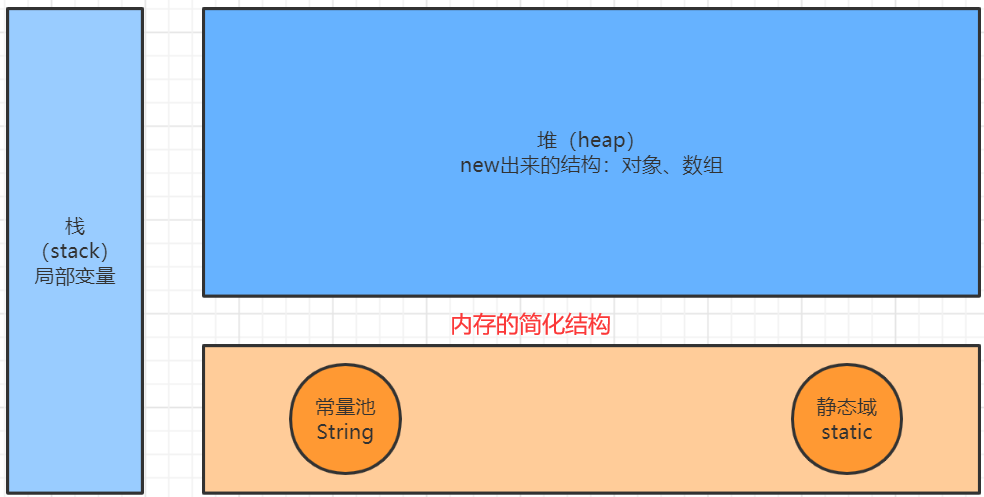 栈
（stack）
局部变量
堆（heap）
new出来的结构：对象、数组
内存的简化结构
常量池
String
静态域
static